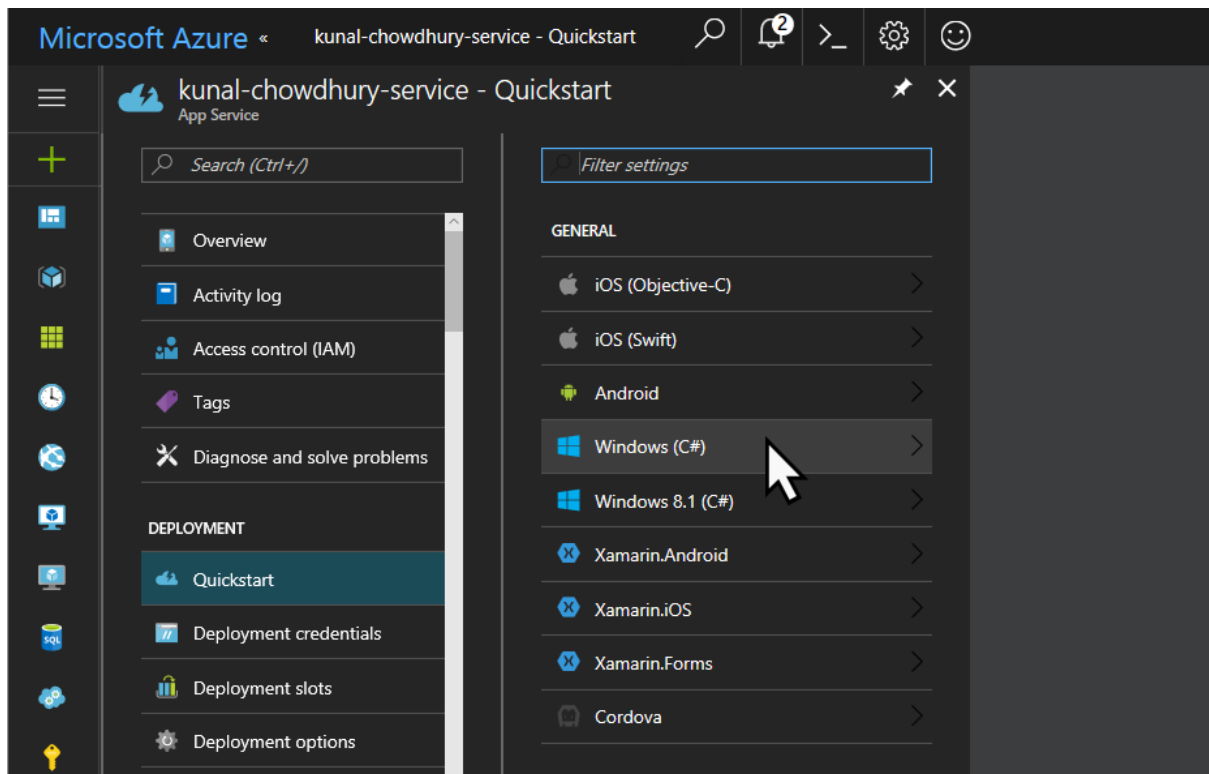 Microsoft Azure « kunal-chowdhury-service - Quickstart 2 >_
kunal-chowdhury-service - Quickstart
App Service
Search (Ctrl+/)
Overview
Activity log
Access control (IAM)
Tags
Diagnose and solve problems
DEPLOYMENT
Quickstart
Deployment credentials
Deployment slots
Deployment options
SQL
Filter settings
GENERAL
iOS (Objective-C)
iOS (Swift)
Android
Windows (C#)
Windows 8.1 (C#)
Xamarin.Android
Xamarin.iOS
Xamarin.Forms
Cordova